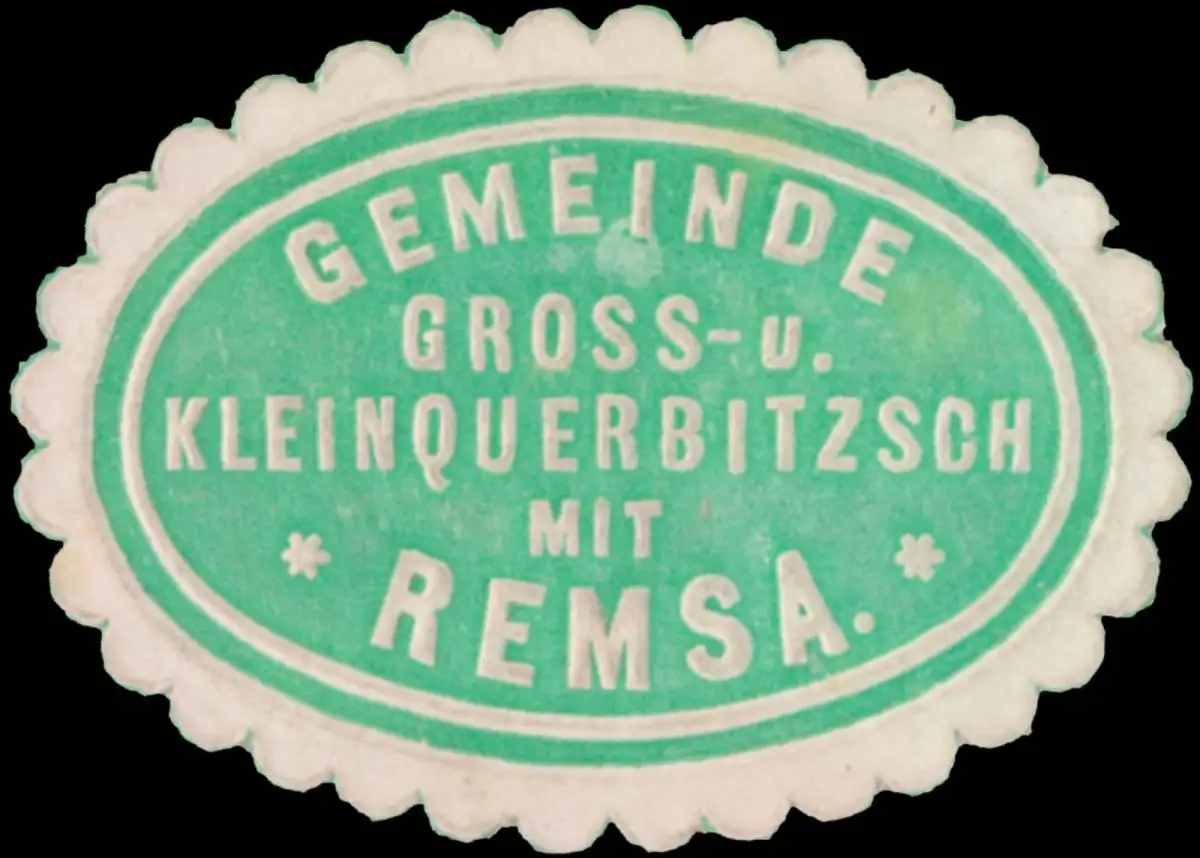 GEMEINDE
GROSS- u.
KLEINQUERBITZSCH
MIT
* REMSA. *